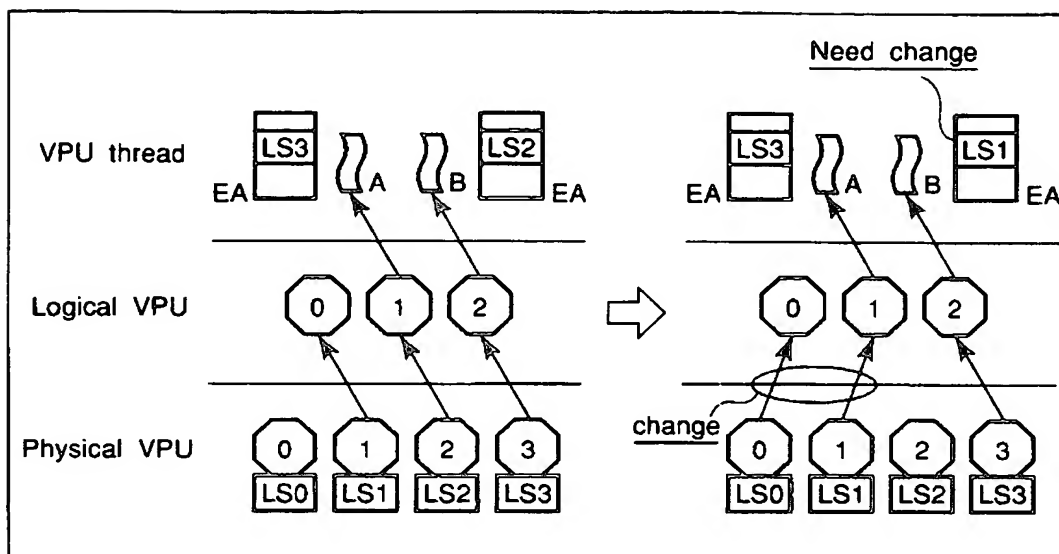 Need change
VPU thread
LS3
A
B
LS2
EA
EA
LS3
A
B
LS1
EA
EA
Logical VPU
0
1
2
0
1
2
change
Physical VPU
0
1
2
3
0
1
2
3
LS0
LS1
LS2
LS3
LS0
LS1
LS2
LS3